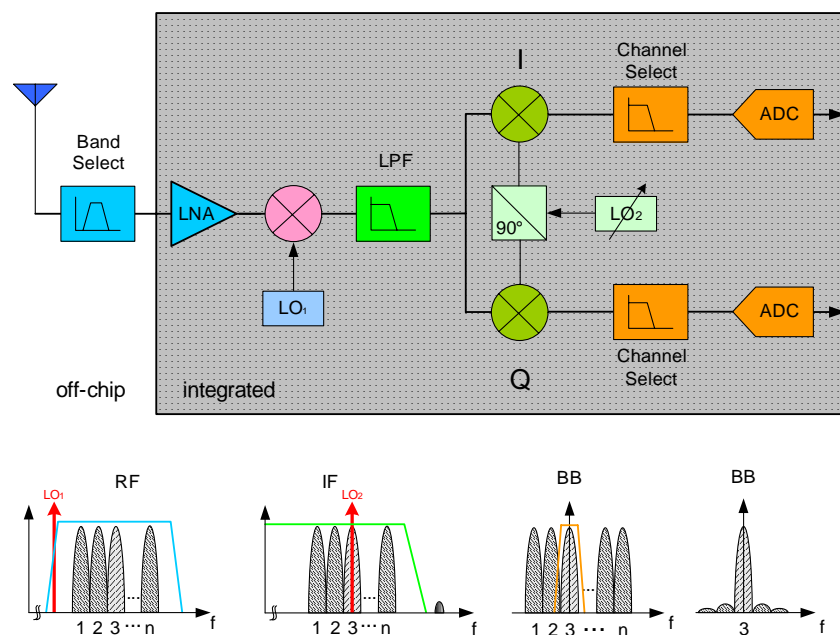 I
Channel
Select
ADC
Band
Select
LPF
LNA
90°
LO₂
LO₁
ADC
Channel
Select
Q
off-chip
integrated
RF
IF
BB
BB
LO₁
LO₂
...
...
...
1 2 3 ... n f
1 2 3 ... n f
1 2 3 ... n f
3 f